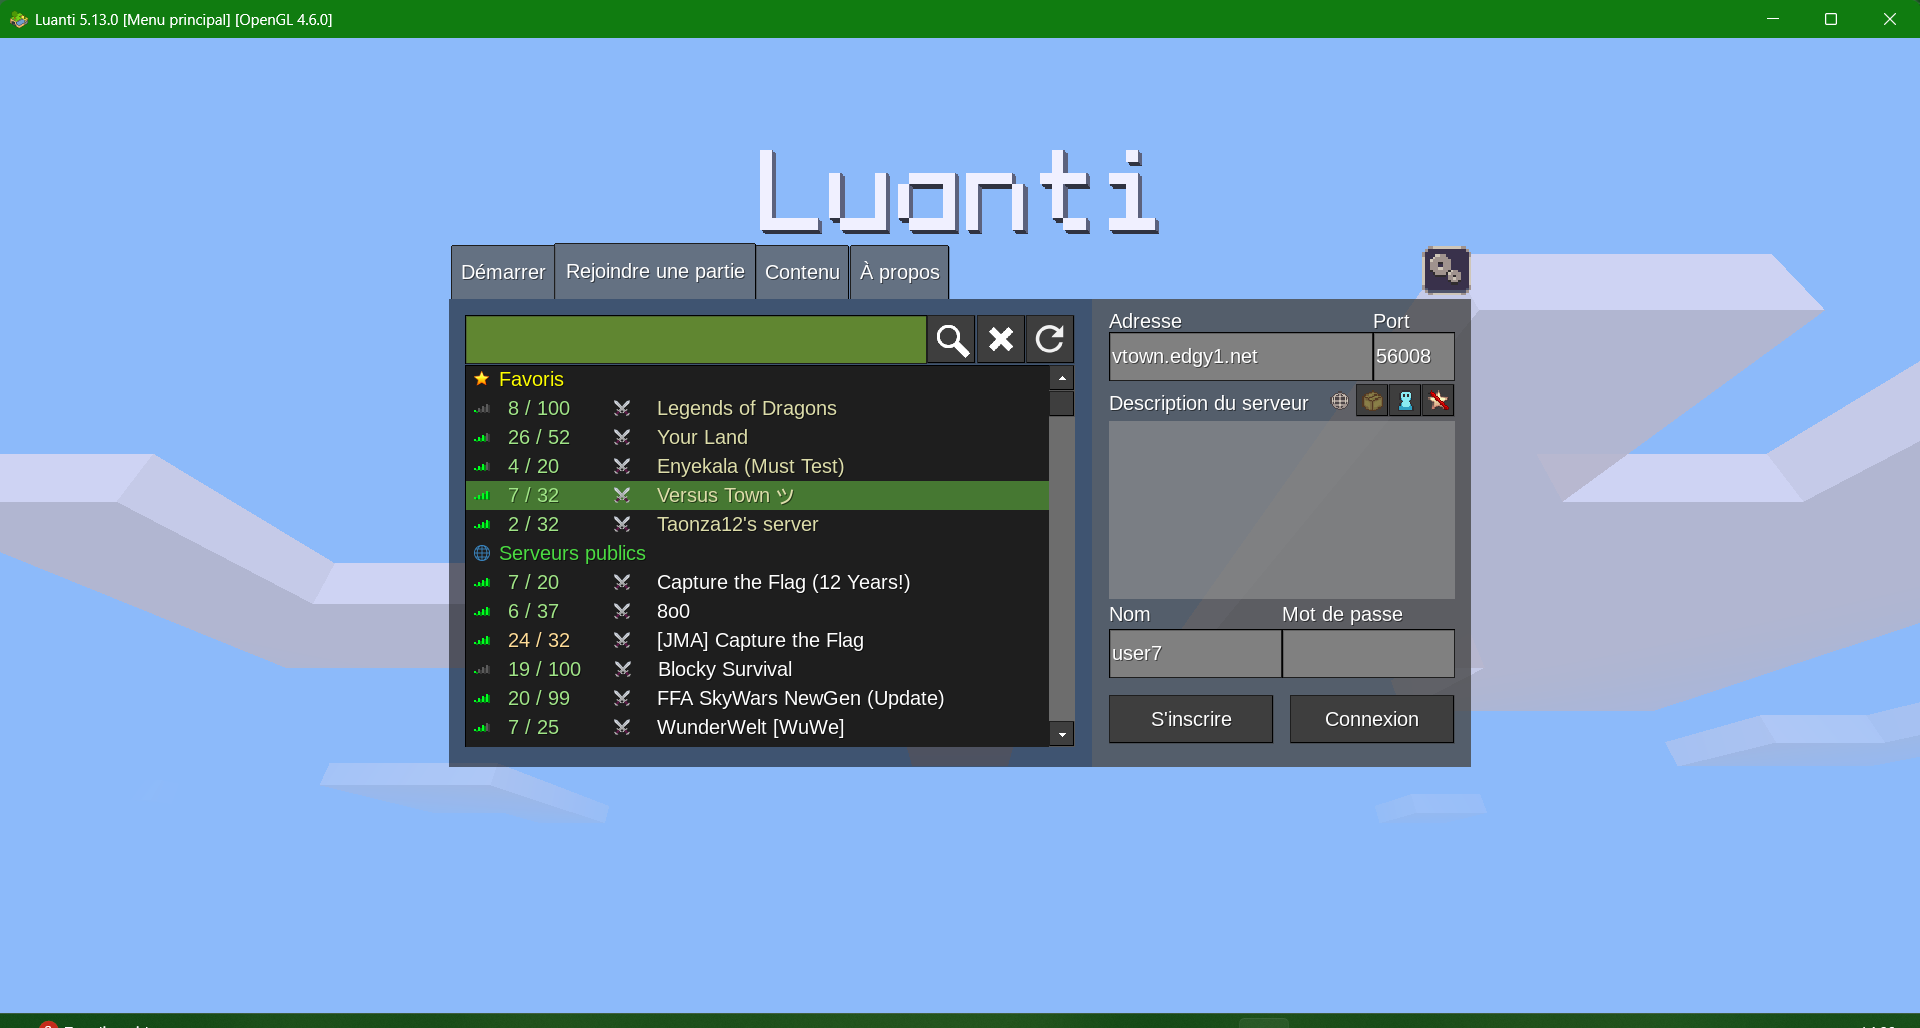 Luanti 5.13.0 [Menu principal] [OpenGL 4.6.0]
Luanti
Démarrer Rejoindre une partie Contenu À propos
Adresse Port
vtown.edgy1.net 56008
Description du serveur
Favoris
8 / 100 Legends of Dragons
26 / 52 Your Land
4 / 20 Enyekala (Must Test)
7 / 32 Versus Town ツ
2 / 32 Taonza12's server
Serveurs publics
7 / 20 Capture the Flag (12 Years!)
6 / 37 8o0
24 / 32 [JMA] Capture the Flag
19 / 100 Blocky Survival
20 / 99 FFA SkyWars NewGen (Update)
7 / 25 WunderWelt [WuWe]
Nom Mot de passe
user7
S'inscrire Connexion